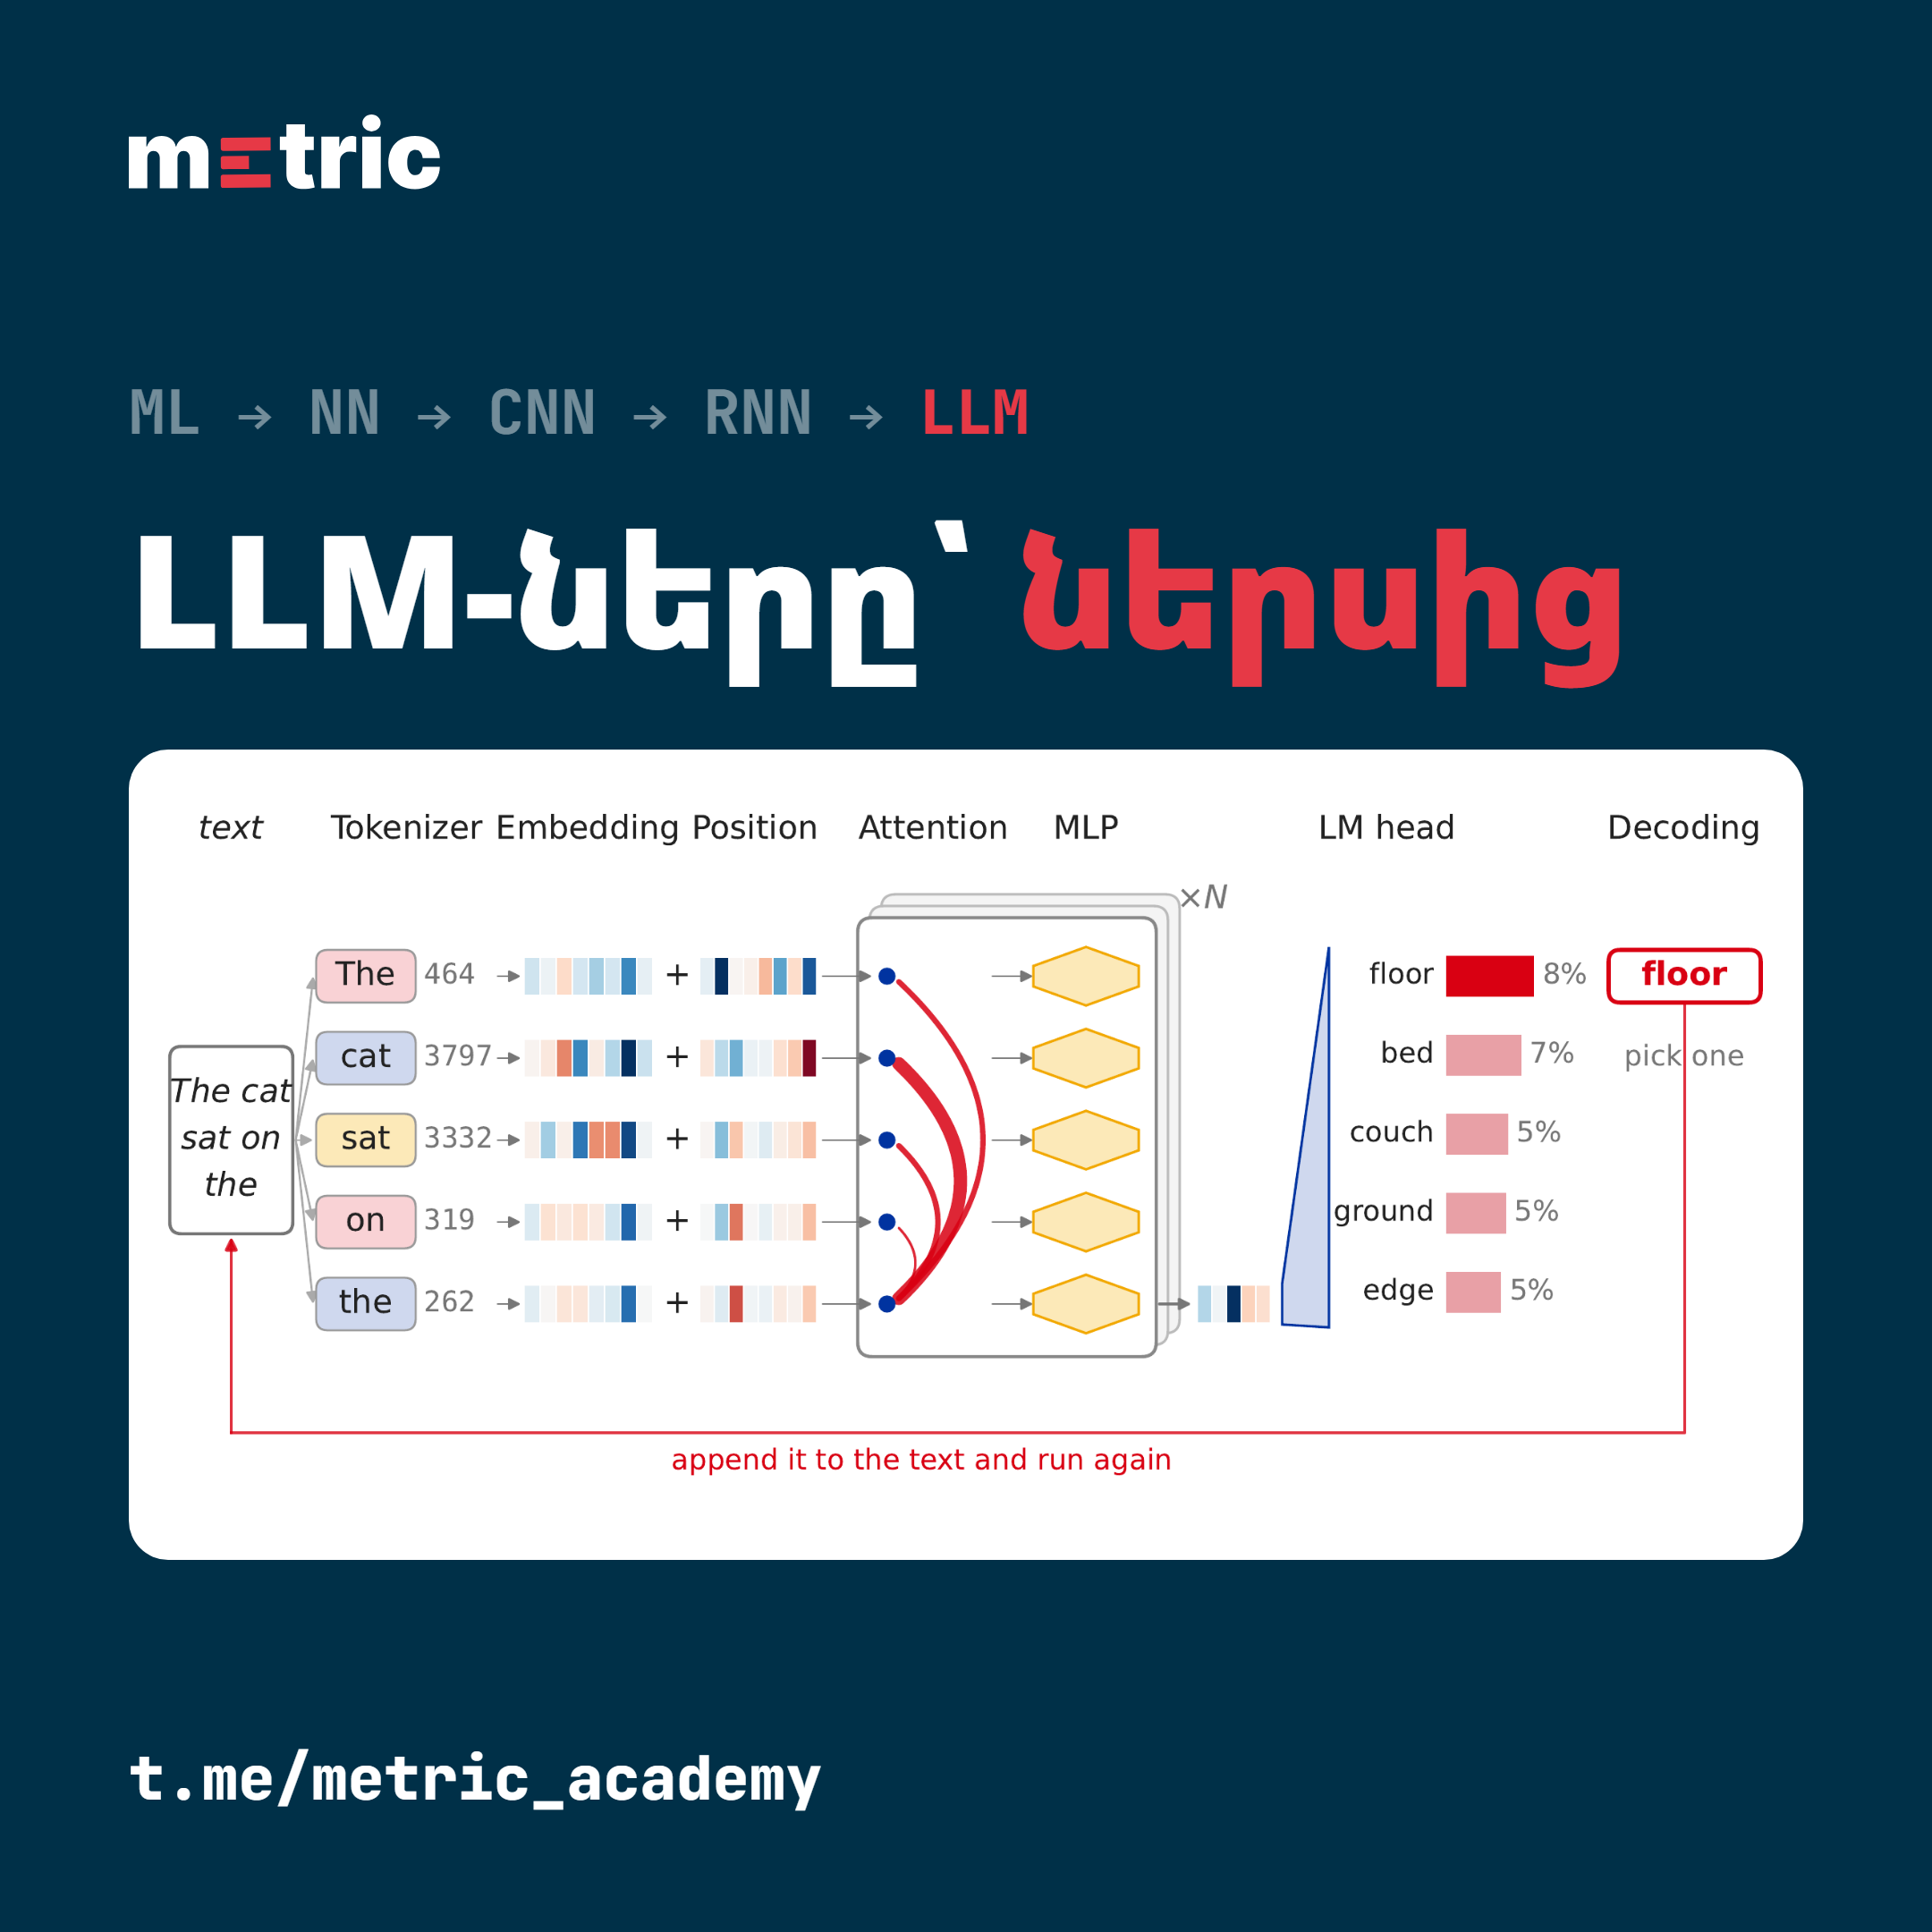 metric
ML → NN → CNN → RNN → LLM
LLM-ները՝ ներսից
text Tokenizer Embedding Position Attention MLP LM head Decoding
×N
The 464 + floor 8% floor
cat 3797 + bed 7% pick one
The cat
sat on
the
sat 3332 + couch 5%
on 319 + ground 5%
the 262 + edge 5%
append it to the text and run again
t.me/metric_academy